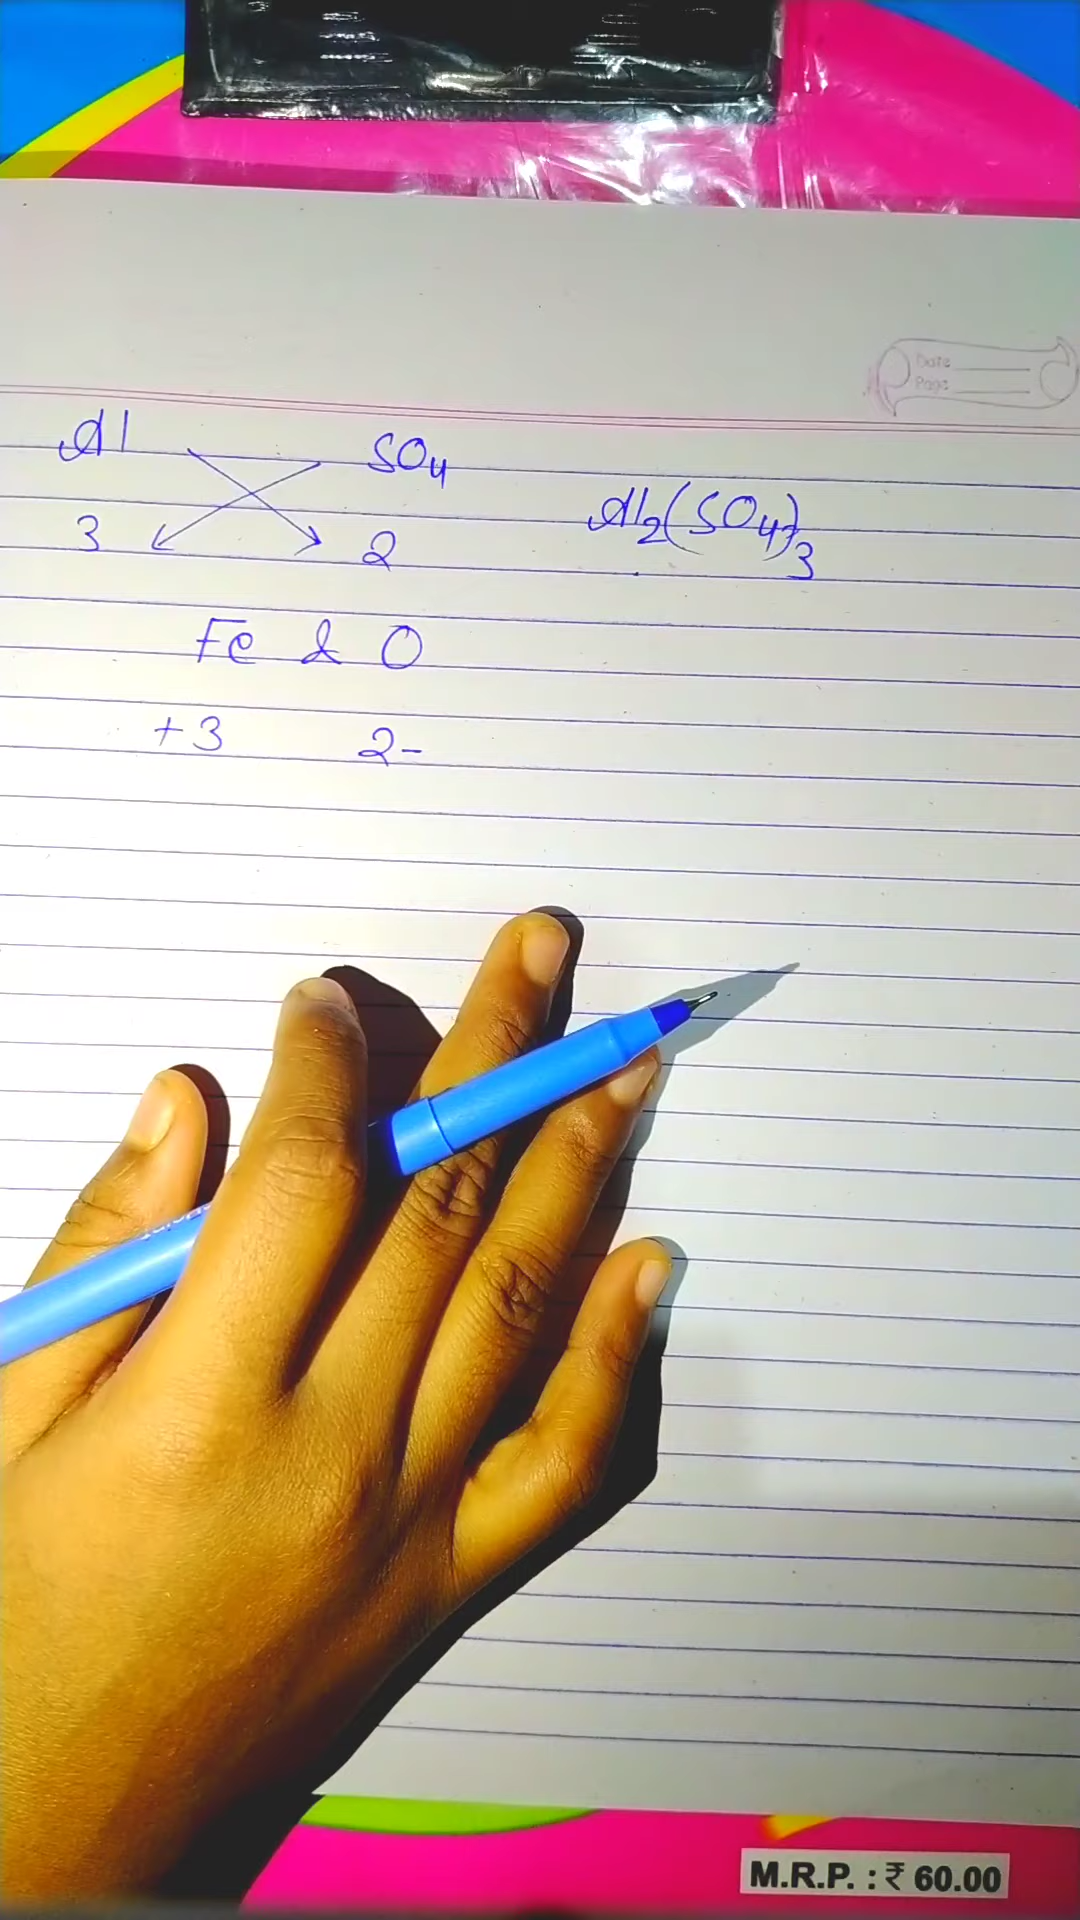 Date
Page
Al SO4
3 2
Al2(SO4)3
Fe & O
+3 2-
M.R.P. : ₹ 60.00